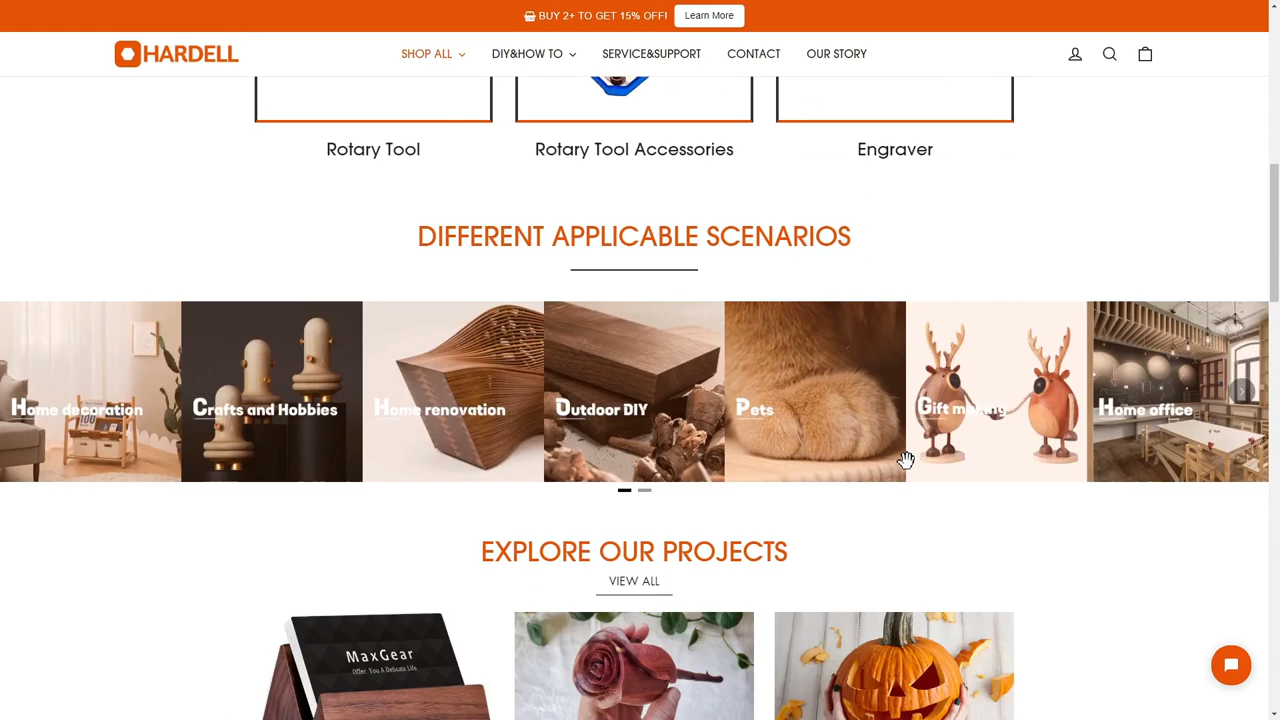 BUY 2+ TO GET 15% OFF! Learn More
HARDELL SHOP ALL DIY&HOW TO SERVICE&SUPPORT CONTACT OUR STORY
Rotary Tool Rotary Tool Accessories Engraver
DIFFERENT APPLICABLE SCENARIOS
Home decoration Crafts and Hobbies Home renovation Outdoor DIY Pets Gift making Home office
EXPLORE OUR PROJECTS
VIEW ALL
MaxGear
Offer You A Delicate Life